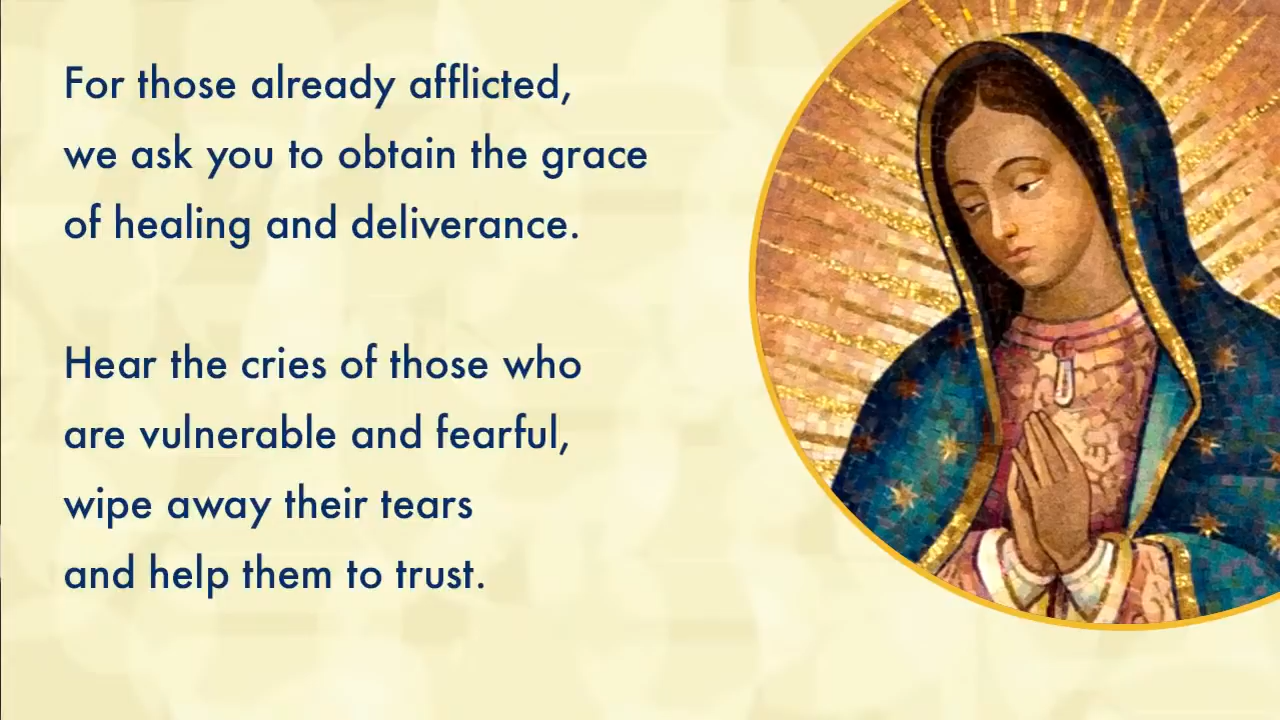 For those already afflicted,
we ask you to obtain the grace
of healing and deliverance.
Hear the cries of those who
are vulnerable and fearful,
wipe away their tears
and help them to trust.